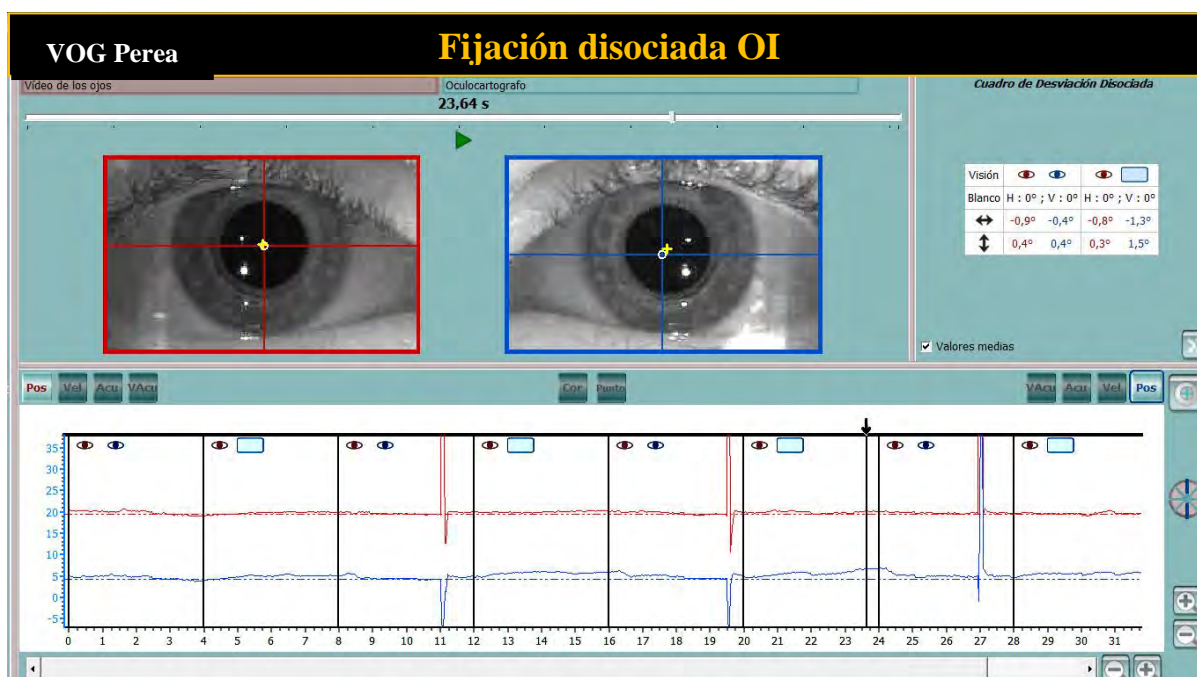 VOG Perea
Fijación disociada OI
Vídeo de los ojos
Oculocartografo
23,64 s
Cuadro de Desviación Disociada
Visión
Blanco H : 0º ; V : 0º H : 0º ; V : 0º
-0,9° -0,4° -0,8° -1,3°
0,4° 0,4° 0,3° 1,5°
Valores medias
Pos Vel Acu VAcu Cor Punto VAcu Acu Vel Pos
35
30
25
20
15
10
5
0
-5
0 1 2 3 4 5 6 7 8 9 10 11 12 13 14 15 16 17 18 19 20 21 22 23 24 25 26 27 28 29 30 31